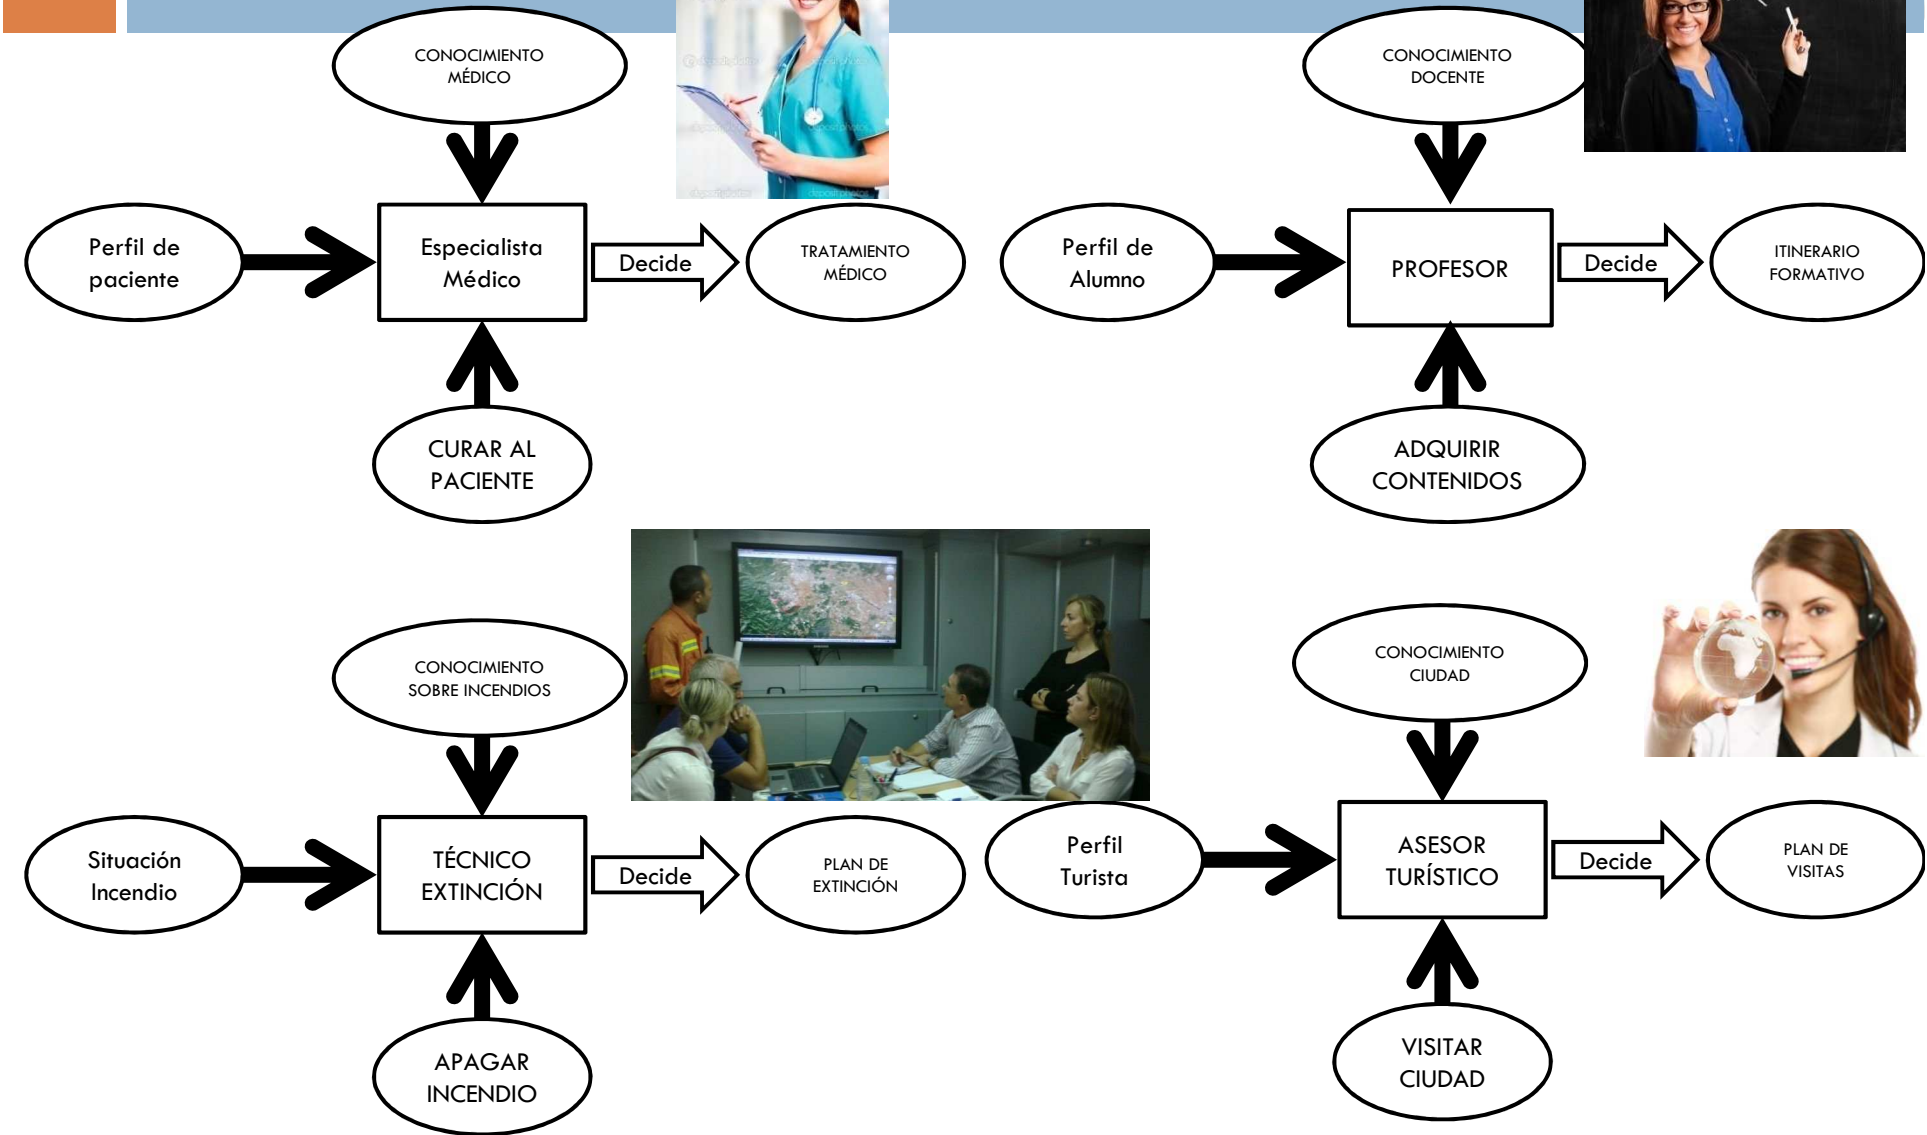 CONOCIMIENTO
MÉDICO
Perfil de
paciente
Especialista
Médico
Decide
TRATAMIENTO
MÉDICO
CURAR AL
PACIENTE
CONOCIMIENTO
DOCENTE
Perfil de
Alumno
PROFESOR
Decide
ITINERARIO
FORMATIVO
ADQUIRIR
CONTENIDOS
CONOCIMIENTO
SOBRE INCENDIOS
Situación
Incendio
TÉCNICO
EXTINCIÓN
Decide
PLAN DE
EXTINCIÓN
APAGAR
INCENDIO
CONOCIMIENTO
CIUDAD
Perfil
Turista
ASESOR
TURÍSTICO
Decide
PLAN DE
VISITAS
VISITAR
CIUDAD